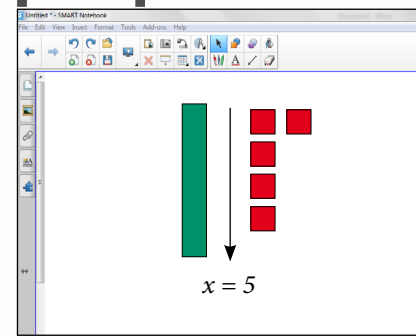 Untitled * - SMART Notebook
File Edit View Insert Format Tools Add-ons Help
x = 5